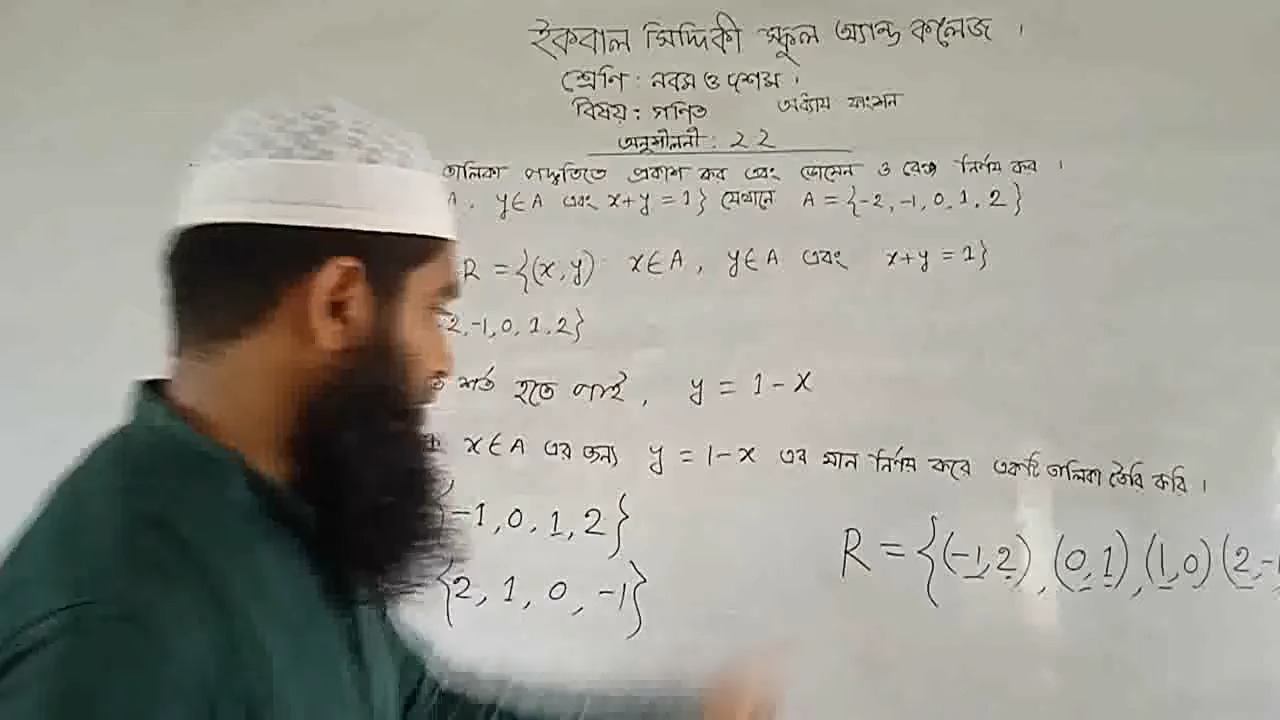 ইকবাল সিদ্দিকী স্কুল অ্যান্ড কলেজ ।
শ্রেণি : নবম ও দশম ।
বিষয় : গণিত অধ্যায় ফাংশন
অনুশীলনী : 2 2
তালিকা পদ্ধতিতে প্রকাশ কর এবং ডোমেন ও রেঞ্জ নির্ণয় কর ।
A , y∈A এবং x+y = 1} যেখানে A = {-2, -1, 0, 1, 2}
R = {(x, y) x∈A, y∈A এবং x+y = 1}
2, -1, 0, 1, 2}
শর্ত হতে পাই, y = 1 - x
x∈A এর জন্য y = 1-x এর মান নির্ণয় করে একটি তালিকা তৈরি করি ।
{-1, 0, 1, 2}
R = {(-1, 2), (0, 1), (1, 0) (2, -1
{2, 1, 0, -1}